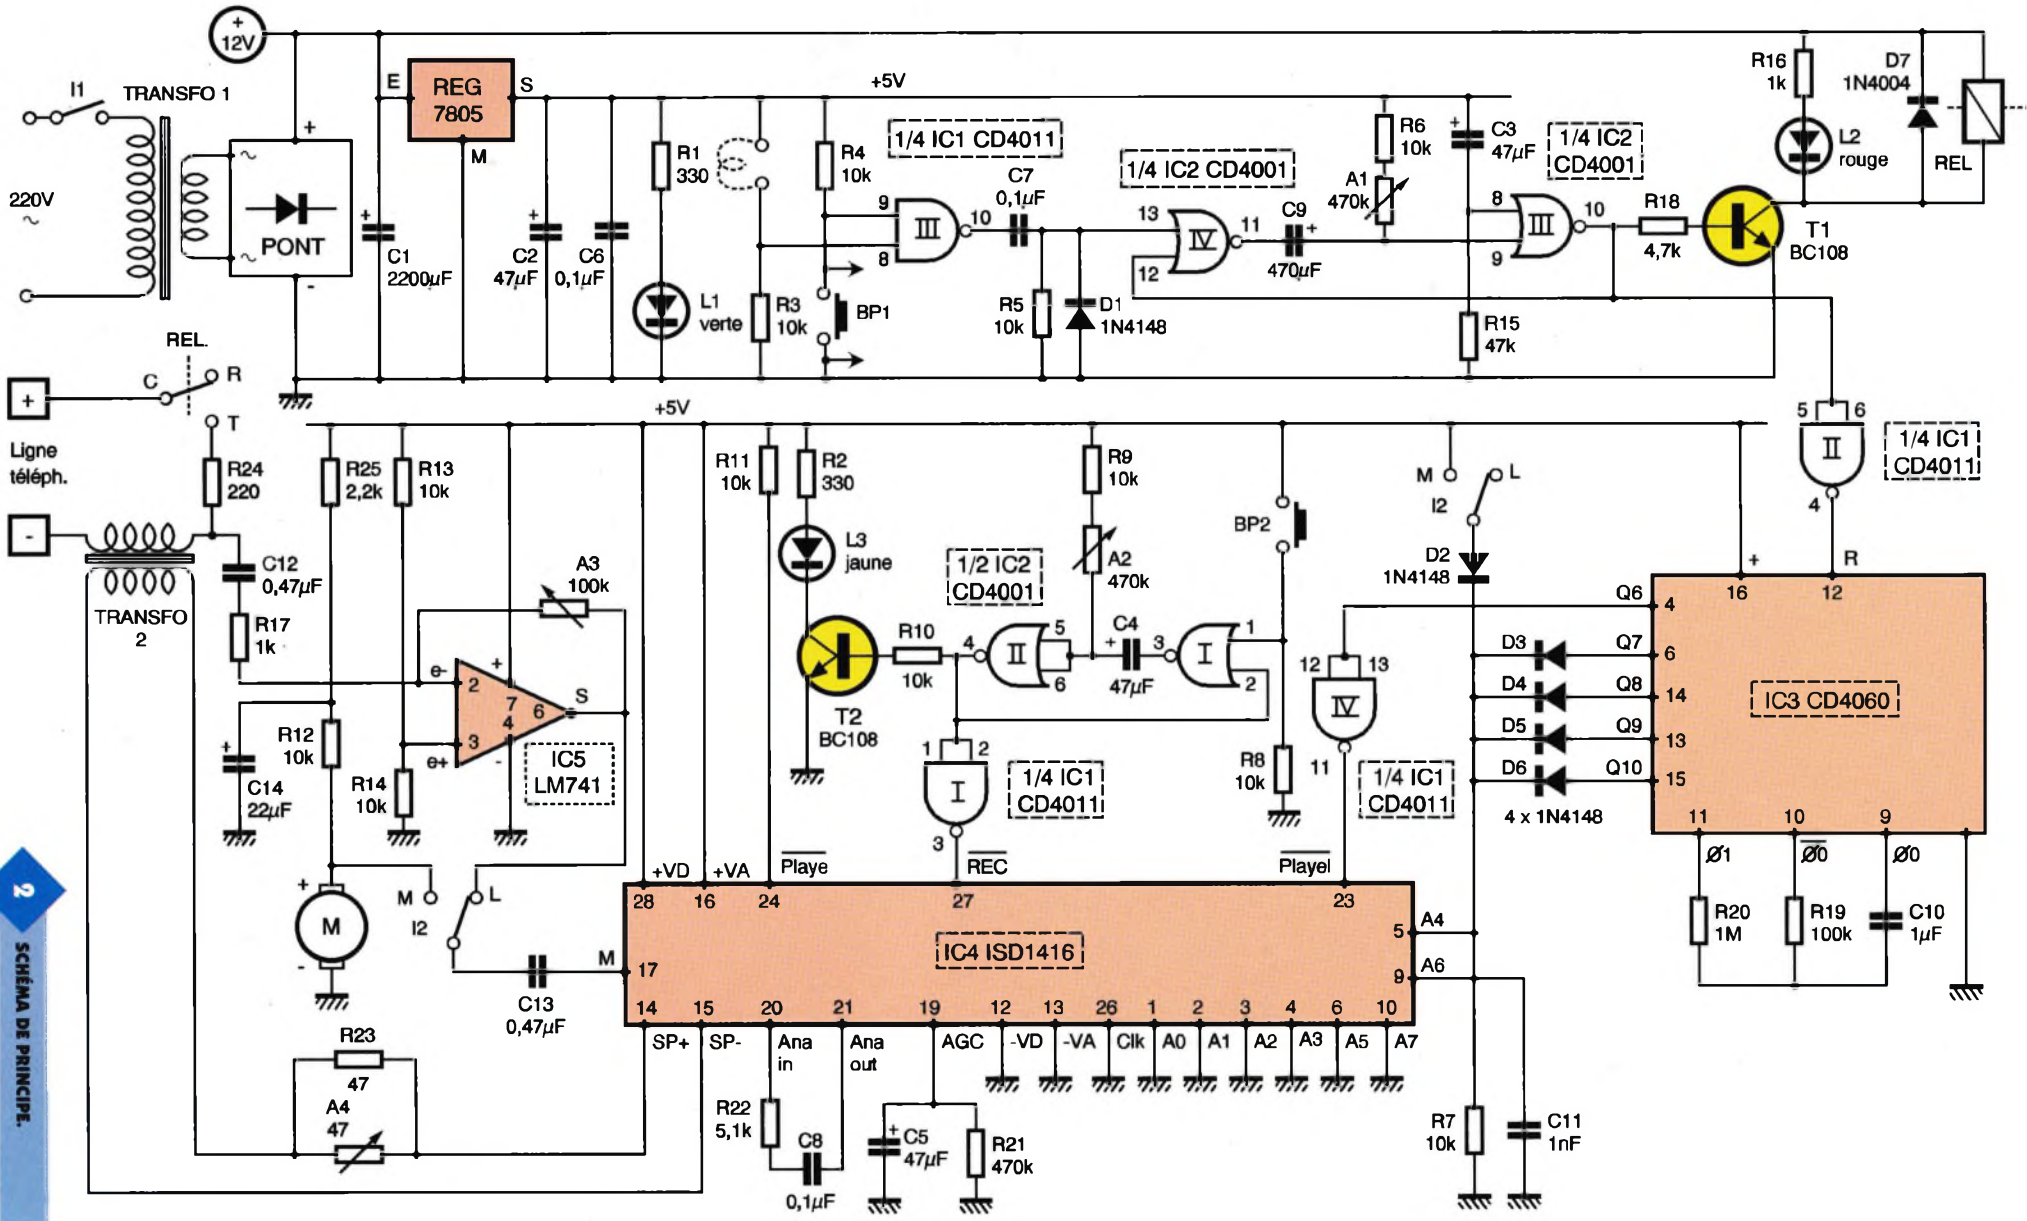 +
12V
I1
TRANSFO 1
220V
~
~
~
+
PONT
-
E
REG
7805
S
M
+
C1
2200µF
+
C2
47µF
C6
0,1µF
R1
330
L1
verte
R3
10k
R4
10k
BP1
+5V
1/4 IC1 CD4011
9
8
III
10
C7
0,1µF
R5
10k
D1
1N4148
1/4 IC2 CD4001
13
12
IV
11
C9
+
470µF
R6
10k
A1
470k
+
C3
47µF
1/4 IC2
CD4001
8
9
III
10
R15
47k
R18
4,7k
T1
BC108
R16
1k
L2
rouge
D7
1N4004
REL
REL.
C
R
T
+
Ligne
téléph.
-
R24
220
TRANSFO
2
C12
0,47µF
R17
1k
+
C14
22µF
R25
2,2k
R12
10k
R13
10k
R14
10k
+5V
A3
100k
e-
2
+
7
4
6
S
3
e+
-
IC5
LM741
+
M
-
M
L
I2
C13
0,47µF
R11
10k
R2
330
L3
jaune
T2
BC108
R10
10k
1/2 IC2
CD4001
4
II
5
6
R9
10k
A2
470k
+
C4
47µF
3
I
1
2
BP2
R8
10k
1
2
I
3
1/4 IC1
CD4011
12
13
IV
11
1/4 IC1
CD4011
M
L
I2
D2
1N4148
5
6
II
4
1/4 IC1
CD4011
+
R
16
12
Q6
4
D3
Q7
6
D4
Q8
14
D5
Q9
13
D6
Q10
15
4 x 1N4148
IC3 CD4060
11
10
9
Ø1
Ø0
Ø0
R20
1M
R19
100k
C10
1µF
+VD
+VA
Playe
REC
Playel
28
16
24
27
23
IC4 ISD1416
M
17
5
A4
9
A6
14
15
20
21
19
12
13
26
1
2
3
4
6
10
SP+
SP-
Ana
in
Ana
out
AGC
-VD
-VA
Clk
A0
A1
A2
A3
A5
A7
R23
47
A4
47
R22
5,1k
C8
0,1µF
+
C5
47µF
R21
470k
R7
10k
C11
1nF
2
SCHÉMA DE PRINCIPE.